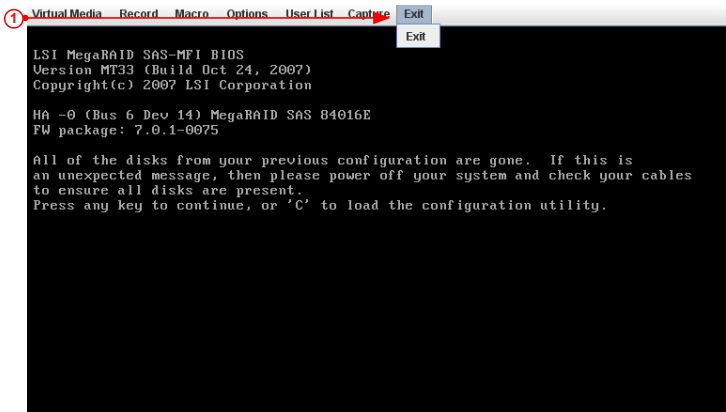 1
Virtual Media Record Macro Options User List Capture Exit
Exit
LSI MegaRAID SAS-MFI BIOS
Version MT33 (Build Oct 24, 2007)
Copyright(c) 2007 LSI Corporation
HA -0 (Bus 6 Dev 14) MegaRAID SAS 84016E
FW package: 7.0.1-0075
All of the disks from your previous configuration are gone. If this is
an unexpected message, then please power off your system and check your cables
to ensure all disks are present.
Press any key to continue, or 'C' to load the configuration utility.